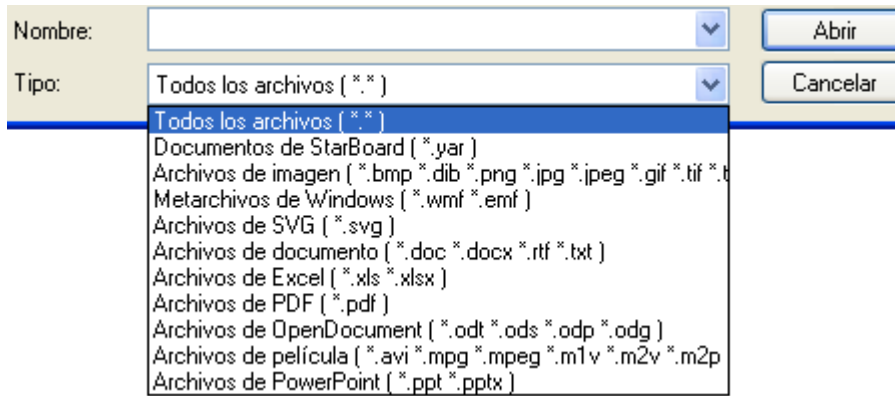 Nombre:
Abrir
Tipo:
Todos los archivos ( *.* )
Cancelar
Todos los archivos ( *.* )
Documentos de StarBoard ( *.yar )
Archivos de imagen ( *.bmp *.dib *.png *.jpg *.jpeg *.gif *.tif *.t
Metarchivos de Windows ( *.wmf *.emf )
Archivos de SVG ( *.svg )
Archivos de documento ( *.doc *.docx *.rtf *.txt )
Archivos de Excel ( *.xls *.xlsx )
Archivos de PDF ( *.pdf )
Archivos de OpenDocument ( *.odt *.ods *.odp *.odg )
Archivos de película ( *.avi *.mpg *.mpeg *.m1v *.m2v *.m2p
Archivos de PowerPoint ( *.ppt *.pptx )